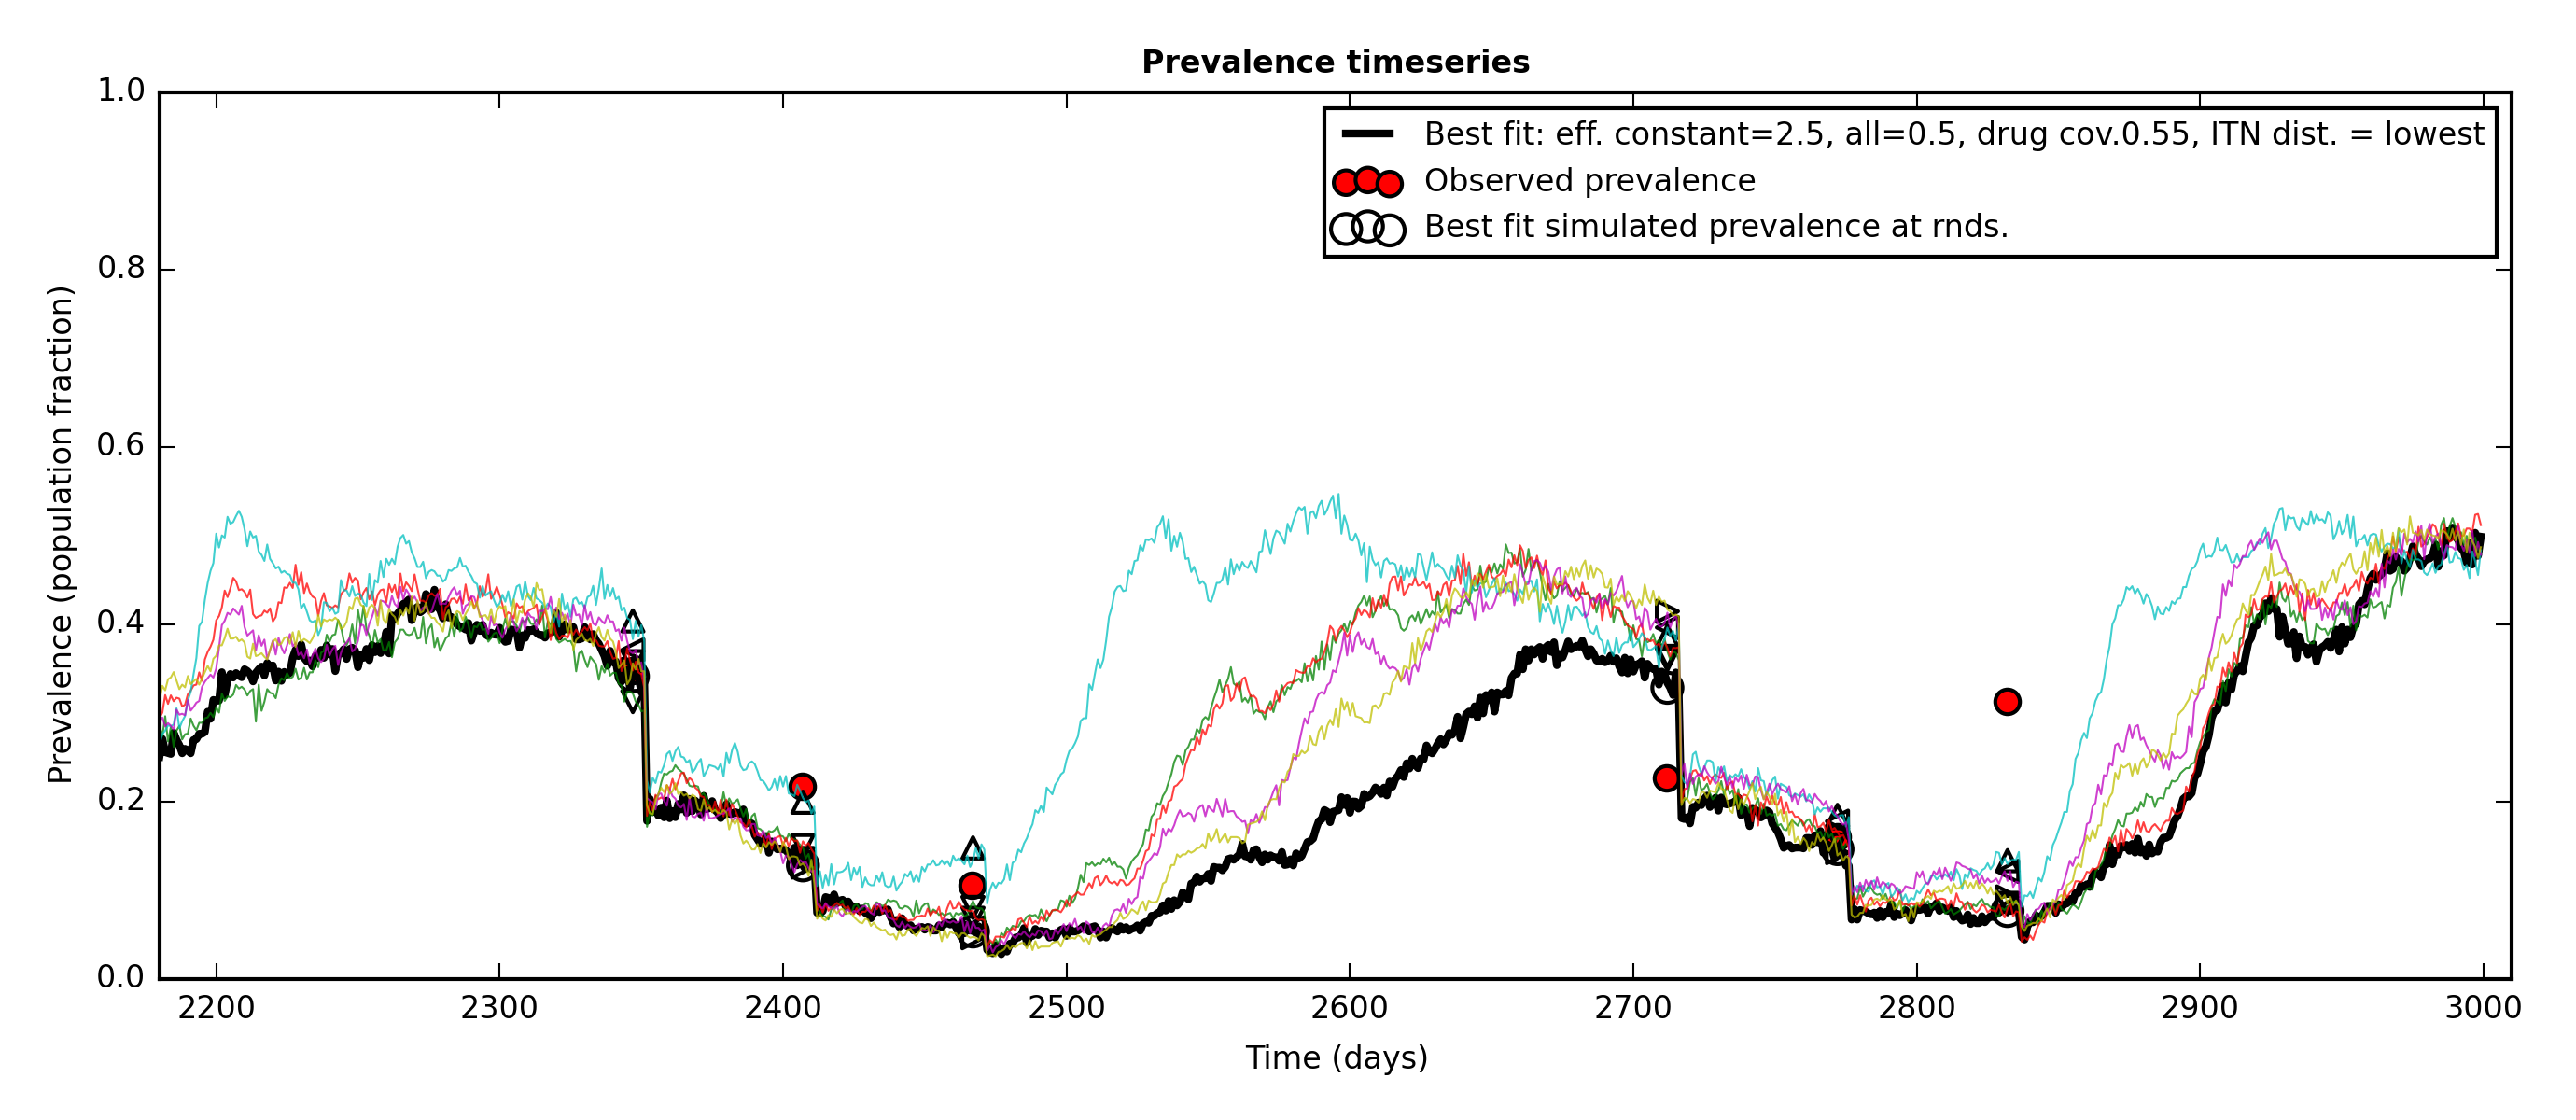 Prevalence timeseries
1.0
0.8
0.6
0.4
0.2
0.0
Prevalence (population fraction)
Best fit: eff. constant=2.5, all=0.5, drug cov.0.55, ITN dist. = lowest
Observed prevalence
Best fit simulated prevalence at rnds.
2200 2300 2400 2500 2600 2700 2800 2900 3000
Time (days)